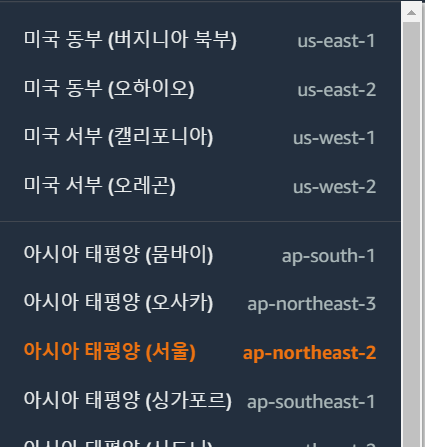 미국 동부 (버지니아 북부) us-east-1
미국 동부 (오하이오) us-east-2
미국 서부 (캘리포니아) us-west-1
미국 서부 (오레곤) us-west-2
아시아 태평양 (뭄바이) ap-south-1
아시아 태평양 (오사카) ap-northeast-3
아시아 태평양 (서울) ap-northeast-2
아시아 태평양 (싱가포르) ap-southeast-1